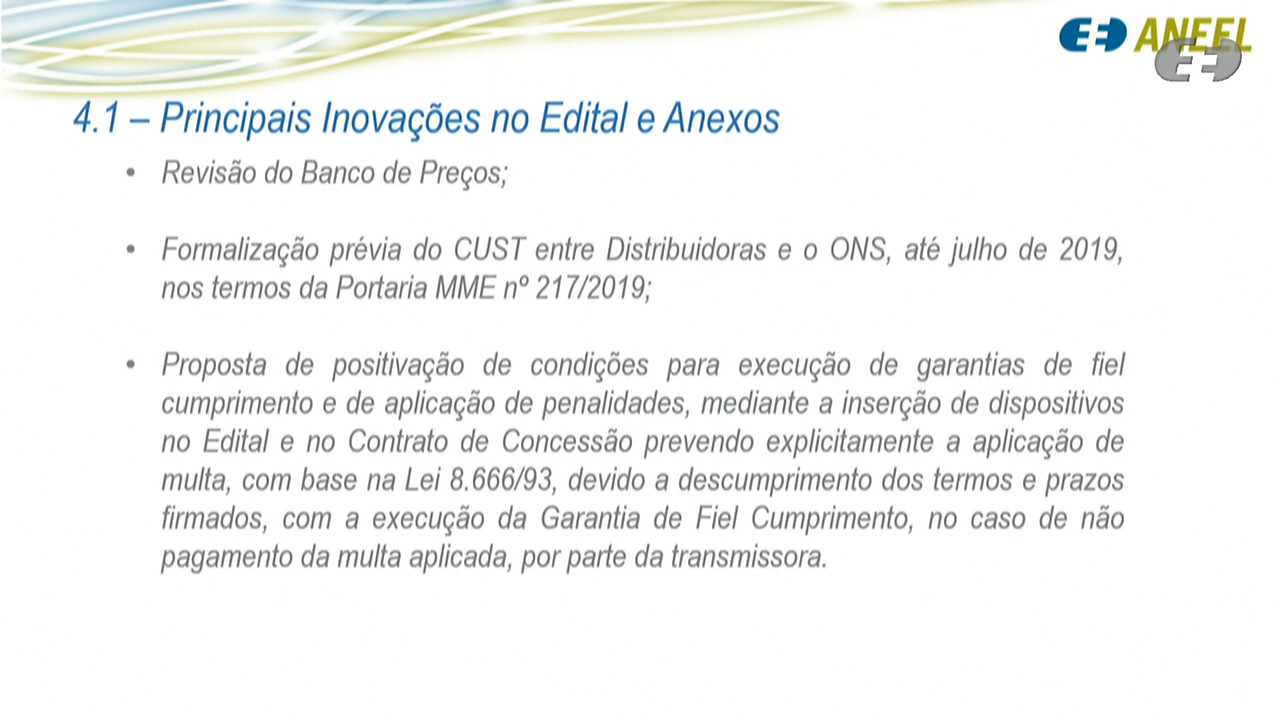 ANEEL
4.1 – Principais Inovações no Edital e Anexos
• Revisão do Banco de Preços;
• Formalização prévia do CUST entre Distribuidoras e o ONS, até julho de 2019,
nos termos da Portaria MME nº 217/2019;
• Proposta de positivação de condições para execução de garantias de fiel
cumprimento e de aplicação de penalidades, mediante a inserção de dispositivos
no Edital e no Contrato de Concessão prevendo explicitamente a aplicação de
multa, com base na Lei 8.666/93, devido a descumprimento dos termos e prazos
firmados, com a execução da Garantia de Fiel Cumprimento, no caso de não
pagamento da multa aplicada, por parte da transmissora.